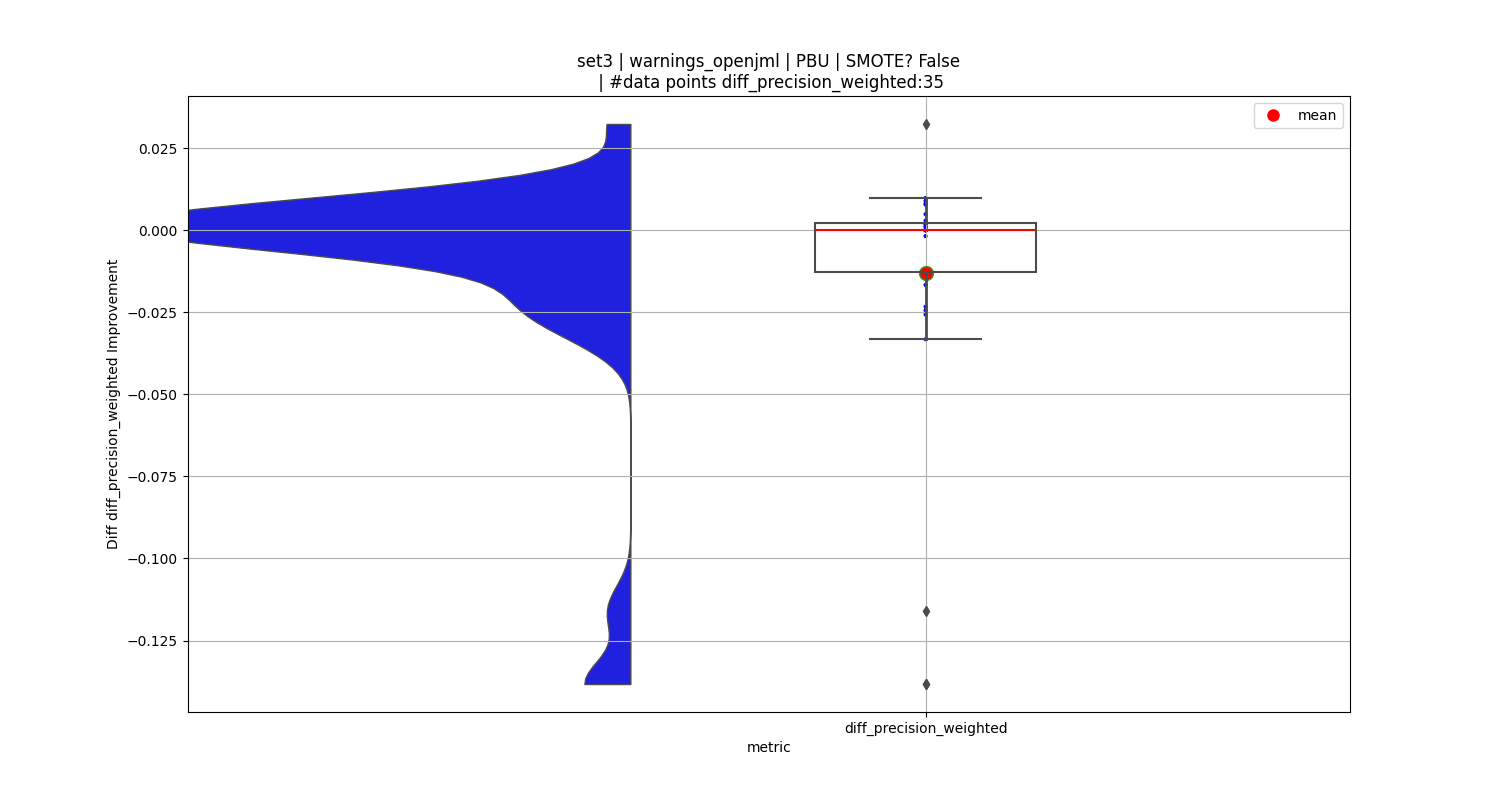 set3 | warnings_openjml | PBU | SMOTE? False
| #data points diff_precision_weighted:35
mean
0.025
0.000
−0.025
−0.050
−0.075
−0.100
−0.125
Diff diff_precision_weighted Improvement
diff_precision_weighted
metric